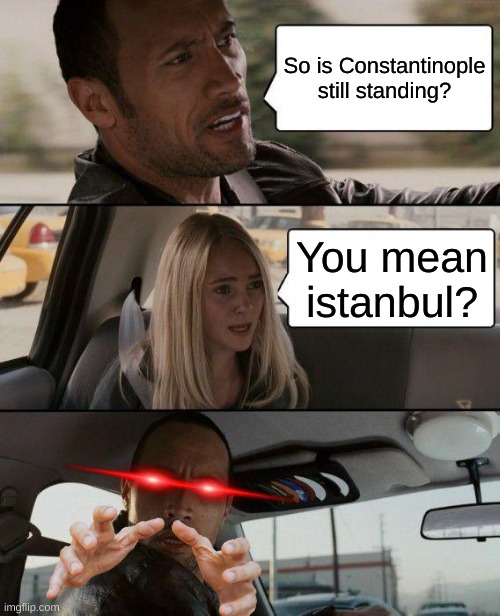 So is Constantinople
still standing?
You mean
istanbul?
imgflip.com